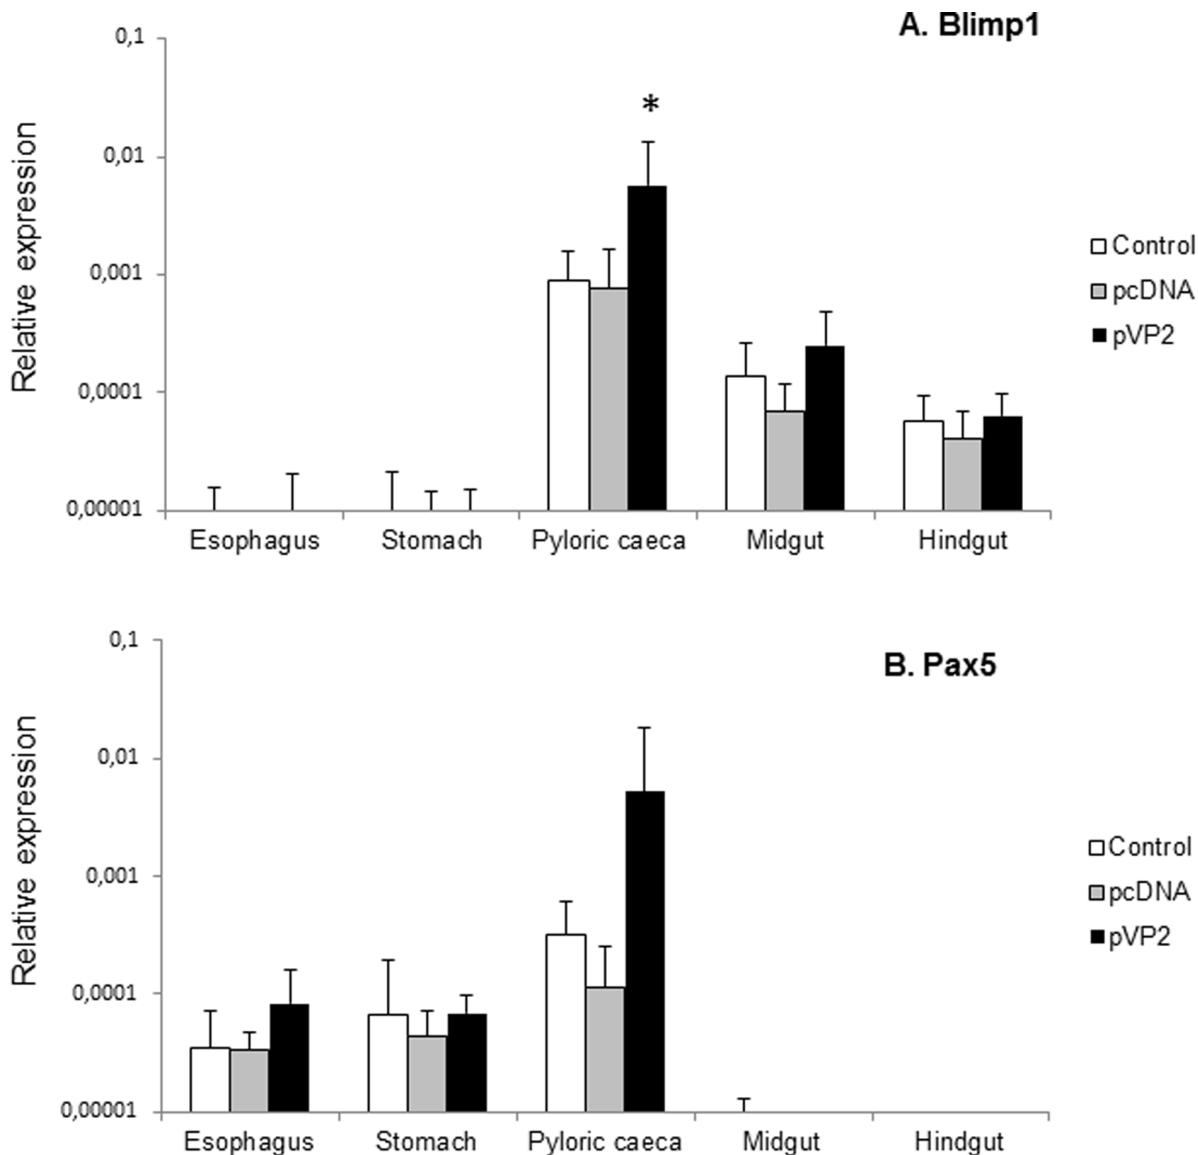 A. Blimp1
Relative expression
0,1
0,01
0,001
0,0001
0,00001
*
Control
pcDNA
pVP2
Esophagus Stomach Pyloric caeca Midgut Hindgut
B. Pax5
Relative expression
0,1
0,01
0,001
0,0001
0,00001
Control
pcDNA
pVP2
Esophagus Stomach Pyloric caeca Midgut Hindgut